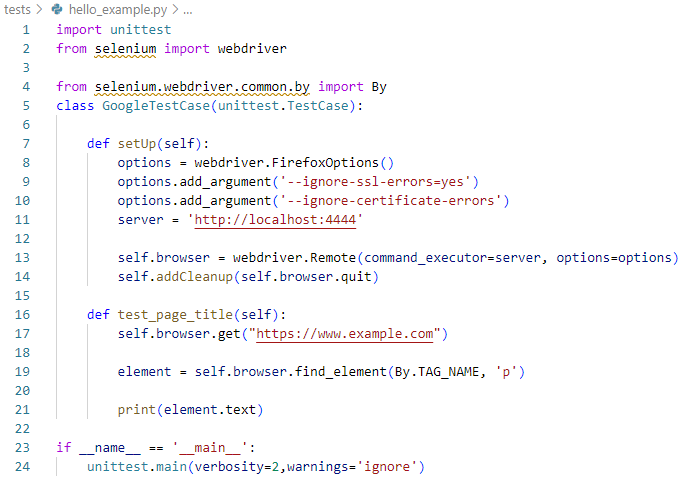 tests > hello_example.py > ...
1 import unittest
2 from selenium import webdriver
3
4 from selenium.webdriver.common.by import By
5 class GoogleTestCase(unittest.TestCase):
6
7     def setUp(self):
8         options = webdriver.FirefoxOptions()
9         options.add_argument('--ignore-ssl-errors=yes')
10         options.add_argument('--ignore-certificate-errors')
11         server = 'http://localhost:4444'
12
13         self.browser = webdriver.Remote(command_executor=server, options=options)
14         self.addCleanup(self.browser.quit)
15
16     def test_page_title(self):
17         self.browser.get("https://www.example.com")
18
19         element = self.browser.find_element(By.TAG_NAME, 'p')
20
21         print(element.text)
22
23 if __name__ == '__main__':
24     unittest.main(verbosity=2,warnings='ignore')